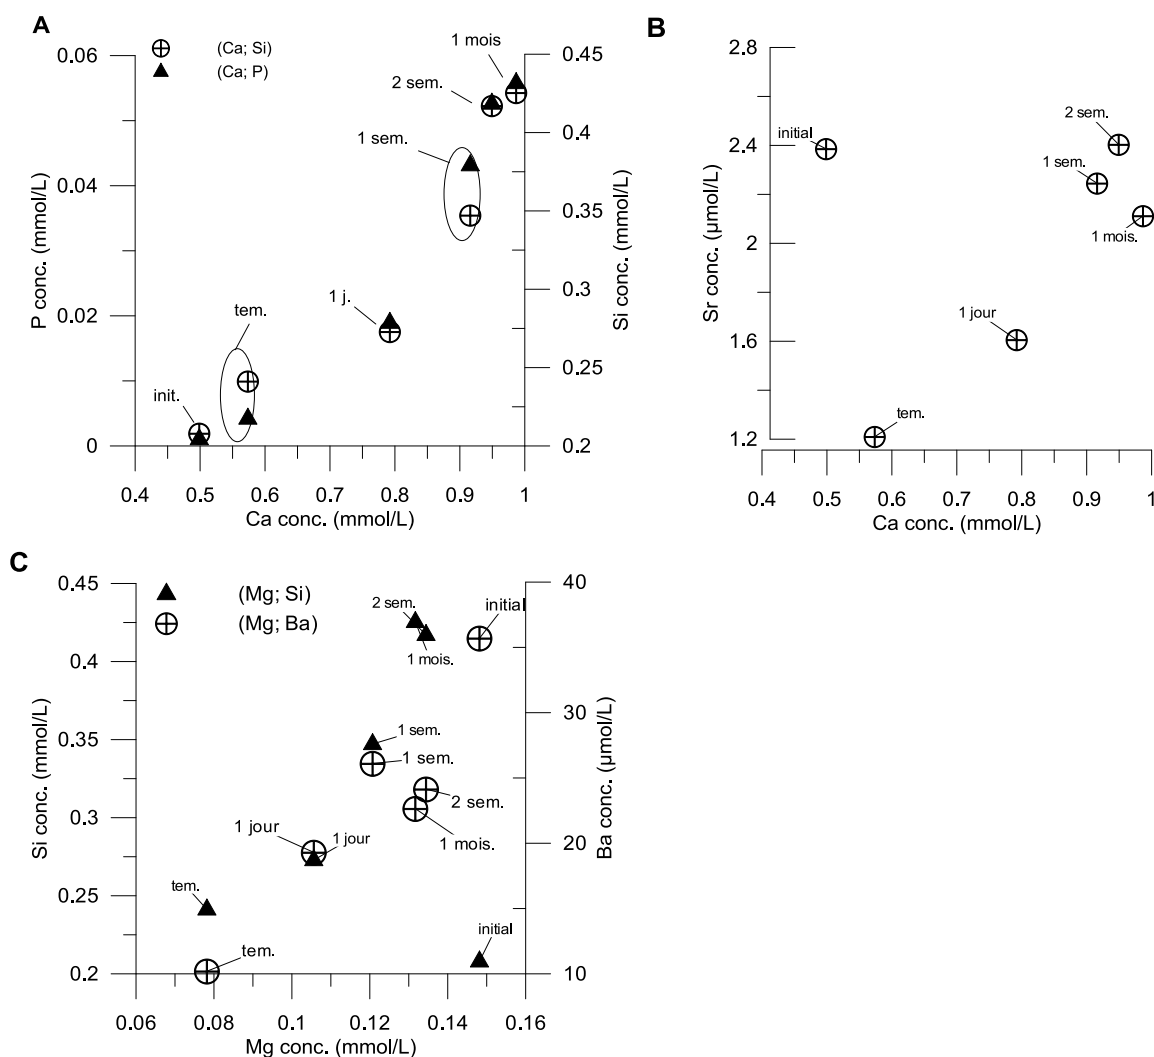 A
(Ca; Si)
(Ca; P)
0.06
0.04
0.02
0
P conc. (mmol/L)
0.45
0.4
0.35
0.3
0.25
0.2
Si conc. (mmol/L)
1 mois
2 sem.
1 sem.
1 j.
tem.
init.
0.4 0.5 0.6 0.7 0.8 0.9 1
Ca conc. (mmol/L)
B
2.8
2.4
2
1.6
1.2
Sr conc. (µmol/L)
initial
2 sem.
1 sem.
1 mois.
1 jour
tem.
0.4 0.5 0.6 0.7 0.8 0.9 1
Ca conc. (mmol/L)
C
(Mg; Si)
(Mg; Ba)
0.45
0.4
0.35
0.3
0.25
0.2
Si conc. (mmol/L)
40
30
20
10
Ba conc. (µmol/L)
2 sem.
initial
1 mois.
1 sem.
1 sem.
2 sem.
1 mois.
1 jour
1 jour
tem.
tem.
initial
0.06 0.08 0.1 0.12 0.14 0.16
Mg conc. (mmol/L)